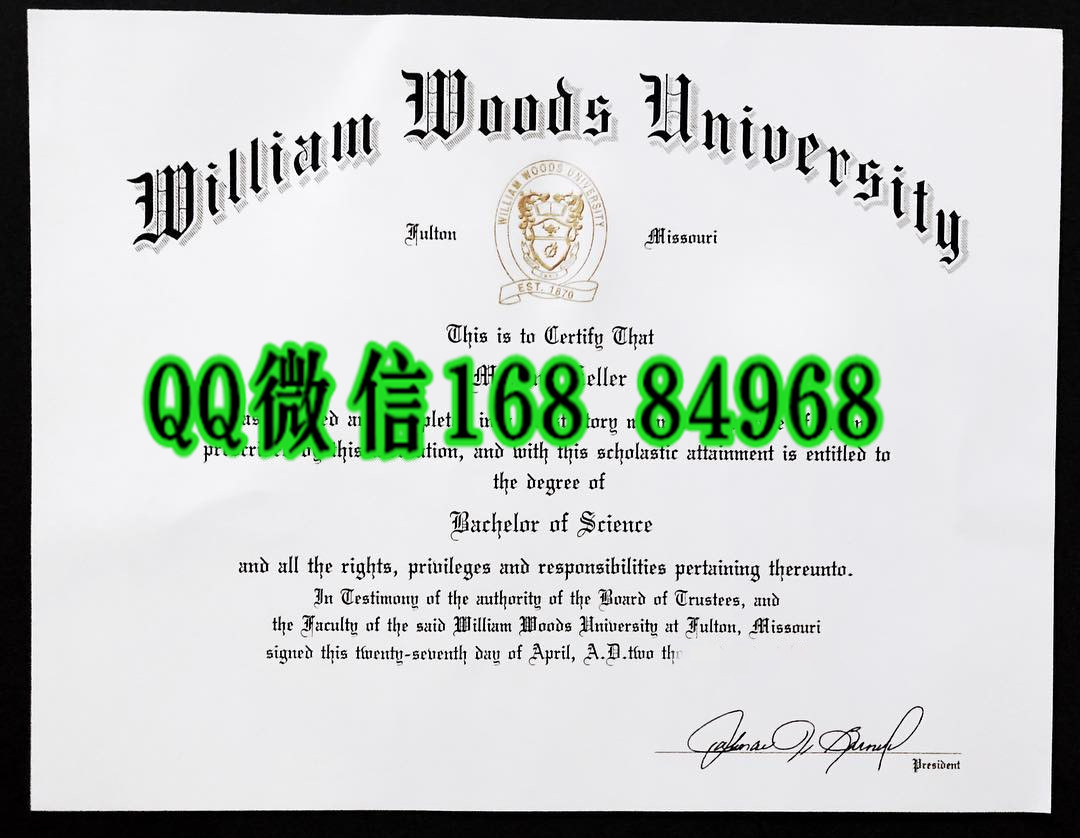 William Woods University
WILLIAM WOODS UNIVERSITY
EST. 1870
Fulton Missouri
This is to Certify That
QQ微信168 84968
and with this scholastic attainment is entitled to
the degree of
Bachelor of Science
and all the rights, privileges and responsibilities pertaining thereunto.
In Testimony of the authority of the Board of Trustees, and
the Faculty of the said William Woods University at Fulton, Missouri
signed this twenty-seventh day of April, A.D.two
President